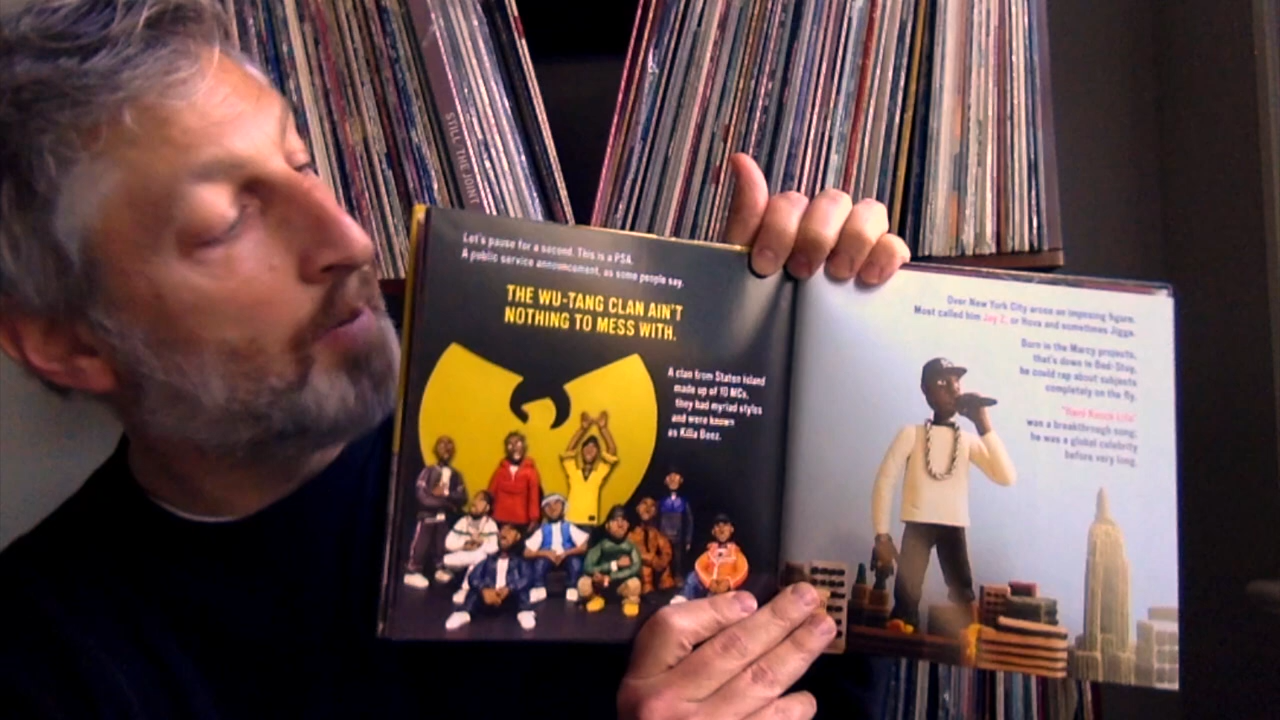 STILL THE JOINT
Let's pause for a second. This is a PSA.
A public service announcement, as some people say.
THE WU-TANG CLAN AIN'T
NOTHING TO MESS WITH.
A clan from Staten Island
made up of 10 MCs,
they had myriad styles
and were known
as Killa Beez.
Over New York City arose an imposing figure.
Most called him Jay Z, or Hova and sometimes Jigga.
Born in the Marcy projects,
that's down in Bed-Stuy,
he could rap about subjects
completely on the fly.
"Hard Knock Life"
was a breakthrough song;
he was a global celebrity
before very long.